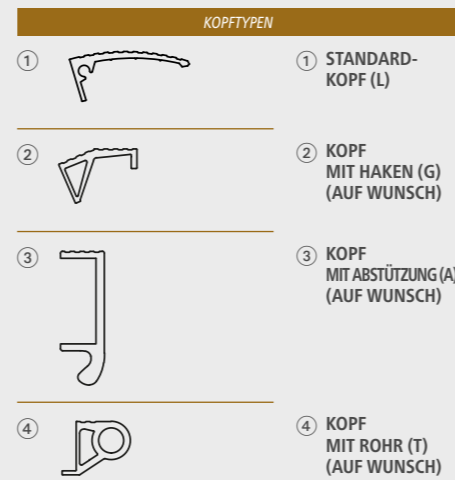 KOPFTYPEN
① ① STANDARD-
KOPF (L)
② ② KOPF
MIT HAKEN (G)
(AUF WUNSCH)
③ ③ KOPF
MIT ABSTÜTZUNG (A)
(AUF WUNSCH)
④ ④ KOPF
MIT ROHR (T)
(AUF WUNSCH)